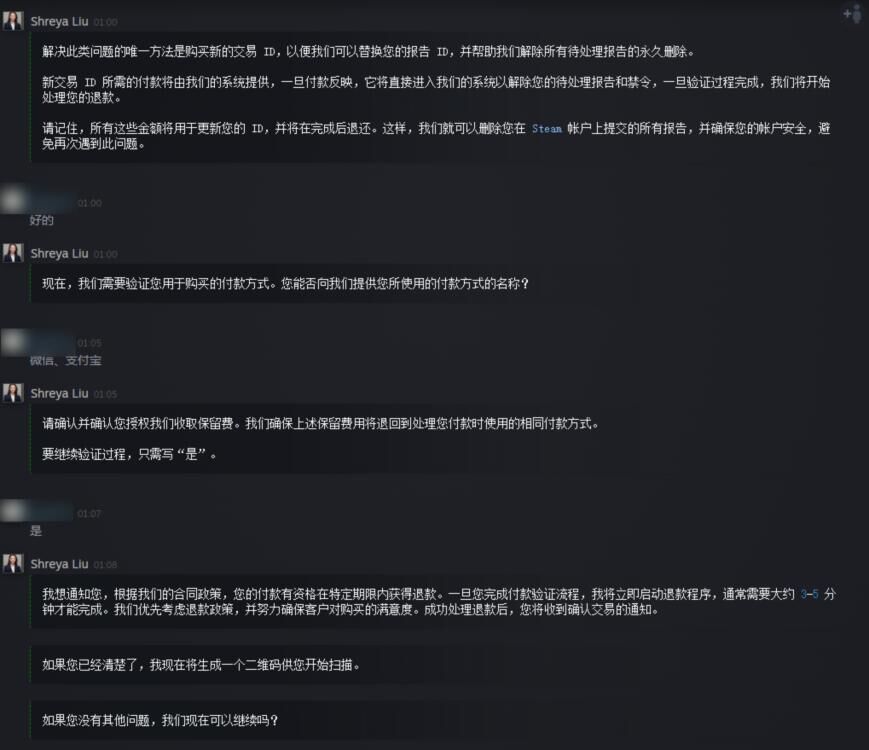 Shreya Liu 01:00
解决此类问题的唯一方法是购买新的交易 ID，以便我们可以替换您的报告 ID，并帮助我们解除所有待处理报告的永久删除。
新交易 ID 所需的付款将由我们的系统提供，一旦付款反映，它将直接进入我们的系统以解除您的待处理报告和禁令，一旦验证过程完成，我们将开始
处理您的退款。
请记住，所有这些金额将用于更新您的 ID，并将在完成后退还。这样，我们就可以删除您在 Steam 帐户上提交的所有报告，并确保您的帐户安全，避
免再次遇到此问题。
01:00
好的
Shreya Liu 01:00
现在，我们需要验证您用于购买的付款方式。您能否向我们提供您所使用的付款方式的名称？
01:05
微信、支付宝
Shreya Liu 01:05
请确认并确认您授权我们收取保留费。我们确保上述保留费用将退回到处理您付款时使用的相同付款方式。
要继续验证过程，只需写“是”。
01:07
是
Shreya Liu 01:08
我想通知您，根据我们的合同政策，您的付款有资格在特定期限内获得退款。一旦您完成付款验证流程，我将立即启动退款程序，通常需要大约 3-5 分
钟才能完成。我们优先考虑退款政策，并努力确保客户对购买的满意度。成功处理退款后，您将收到确认交易的通知。
如果您已经清楚了，我现在将生成一个二维码供您开始扫描。
如果您没有其他问题，我们现在可以继续吗？